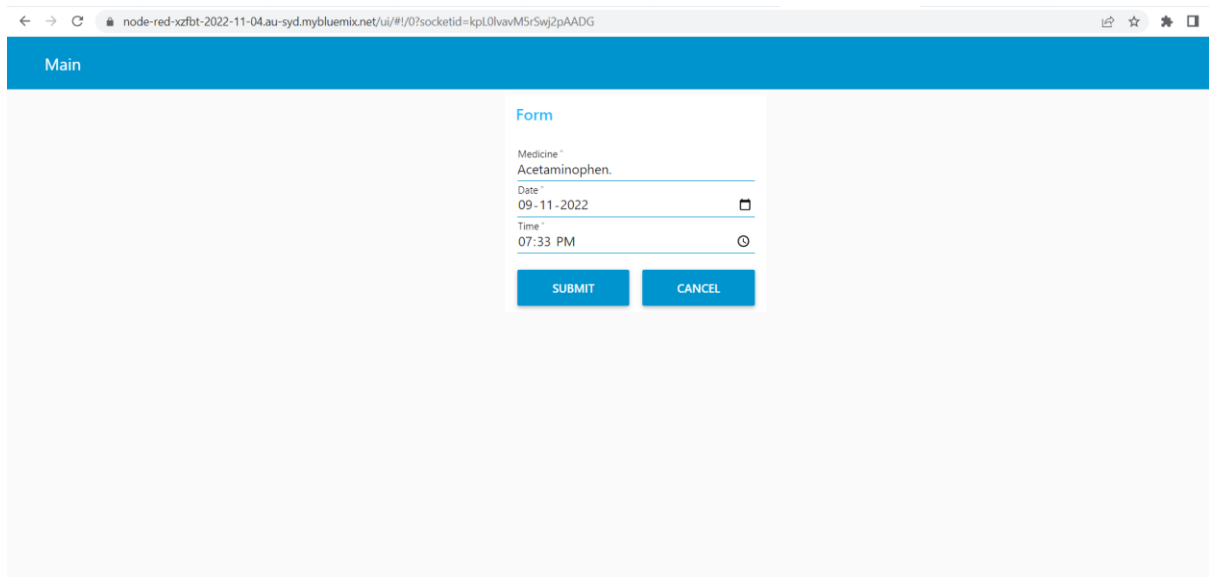 node-red-xzfbt-2022-11-04.au-syd.mybluemix.net/ui/#!/0?socketid=kpL0lvavM5rSwj2pAADG
Main
Form
Medicine *
Acetaminophen.
Date *
09-11-2022
Time *
07:33 PM
SUBMIT CANCEL